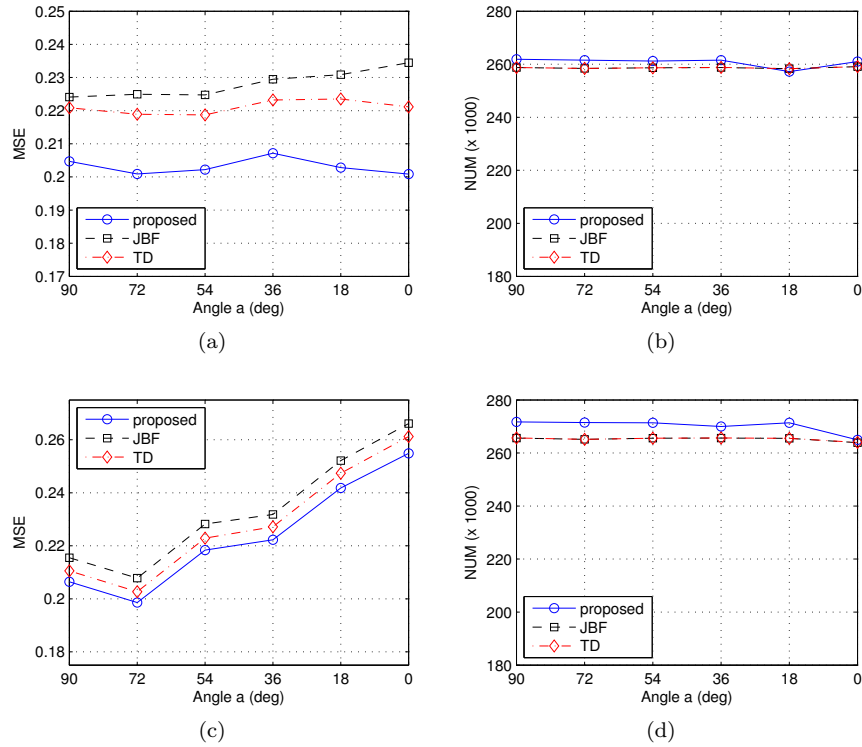 0.25
0.24
0.23
0.22
0.21
0.2
0.19
0.18
0.17
MSE
proposed
JBF
TD
90 72 54 36 18 0
Angle a (deg)
(a)
280
260
240
220
200
180
NUM (x 1000)
proposed
JBF
TD
90 72 54 36 18 0
Angle a (deg)
(b)
0.26
0.24
0.22
0.2
0.18
MSE
proposed
JBF
TD
90 72 54 36 18 0
Angle a (deg)
(c)
280
260
240
220
200
180
NUM (x 1000)
proposed
JBF
TD
90 72 54 36 18 0
Angle a (deg)
(d)